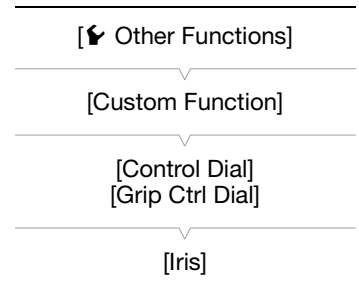 [Other Functions]
[Custom Function]
[Control Dial]
[Grip Ctrl Dial]
[Iris]